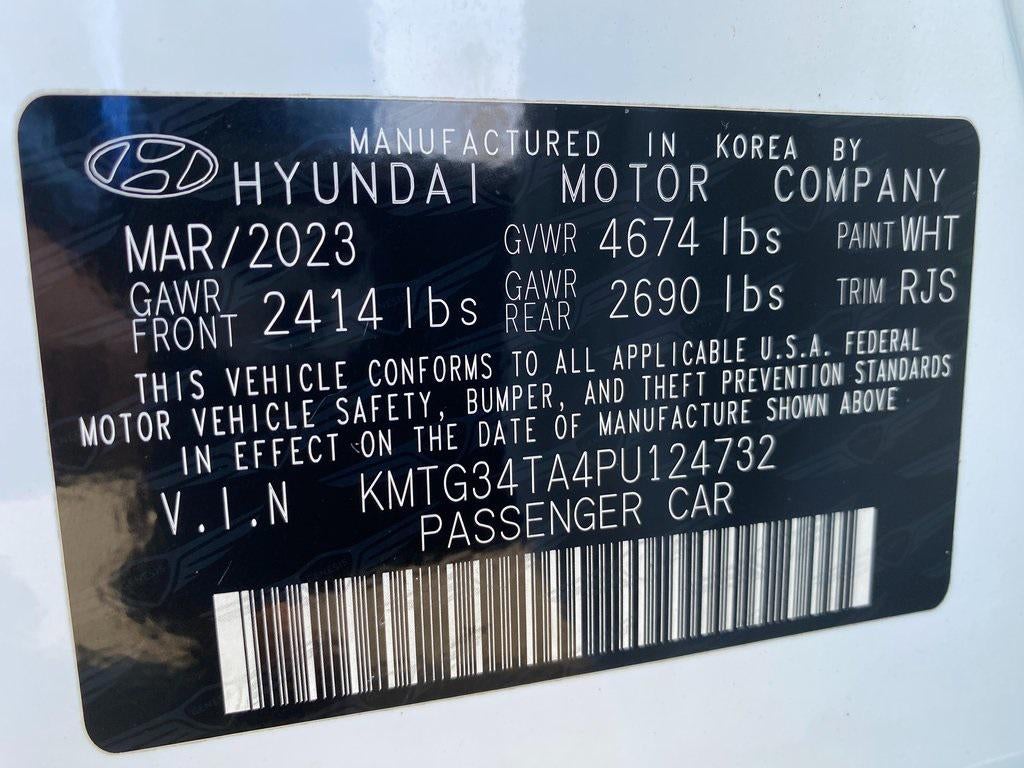 MANUFACTURED IN KOREA BY
HYUNDAI MOTOR COMPANY
MAR/2023 GVWR 4674 lbs PAINT WHT
GAWR FRONT 2414 lbs GAWR REAR 2690 lbs TRIM RJS
THIS VEHICLE CONFORMS TO ALL APPLICABLE U.S.A. FEDERAL
MOTOR VEHICLE SAFETY, BUMPER, AND THEFT PREVENTION STANDARDS
IN EFFECT ON THE DATE OF MANUFACTURE SHOWN ABOVE
V.I.N KMTG34TA4PU124732
PASSENGER CAR